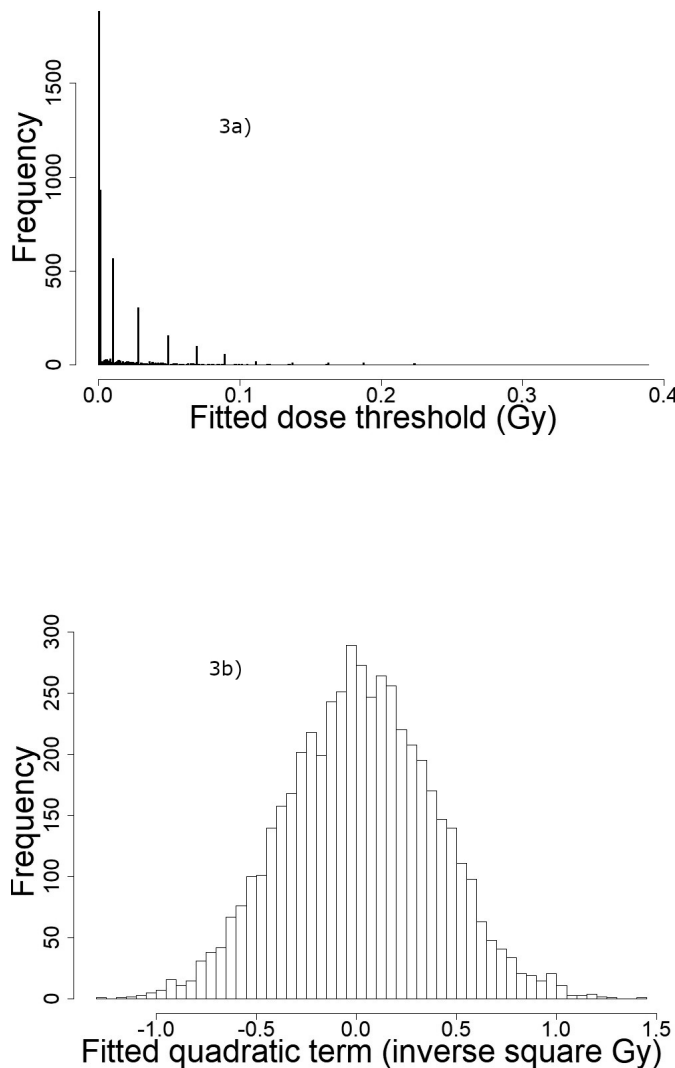 1500
1000
500
0
Frequency
3a)
0.0 0.1 0.2 0.3 0.4
Fitted dose threshold (Gy)
300
250
200
150
100
50
0
Frequency
3b)
-1.0 -0.5 0.0 0.5 1.0 1.5
Fitted quadratic term (inverse square Gy)